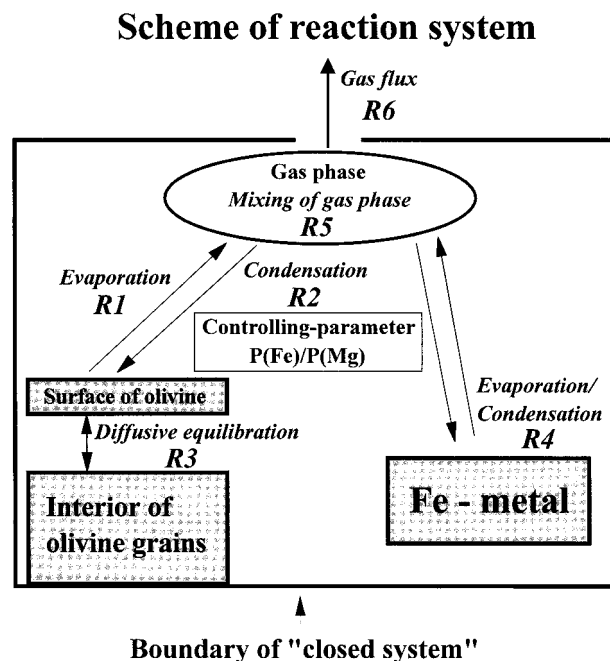 Scheme of reaction system
Gas flux
R6
Gas phase
Mixing of gas phase
R5
Evaporation
R1
Condensation
R2
Controlling-parameter
P(Fe)/P(Mg)
Surface of olivine
Diffusive equilibration
R3
Interior of
olivine grains
Evaporation/
Condensation
R4
Fe - metal
Boundary of "closed system"